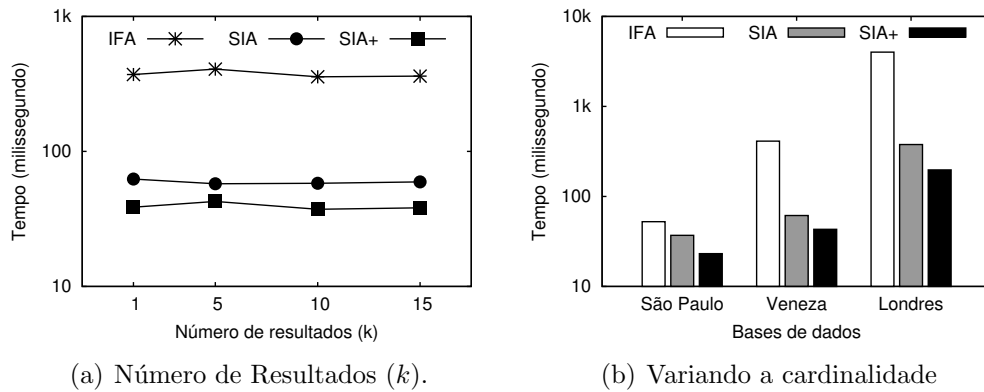 1k
100
10
IFA SIA SIA+
Tempo (milissegundo)
1 5 10 15
Número de resultados (k)
(a) Número de Resultados (k).
10k
1k
100
10
IFA SIA SIA+
Tempo (milissegundo)
São Paulo Veneza Londres
Bases de dados
(b) Variando a cardinalidade